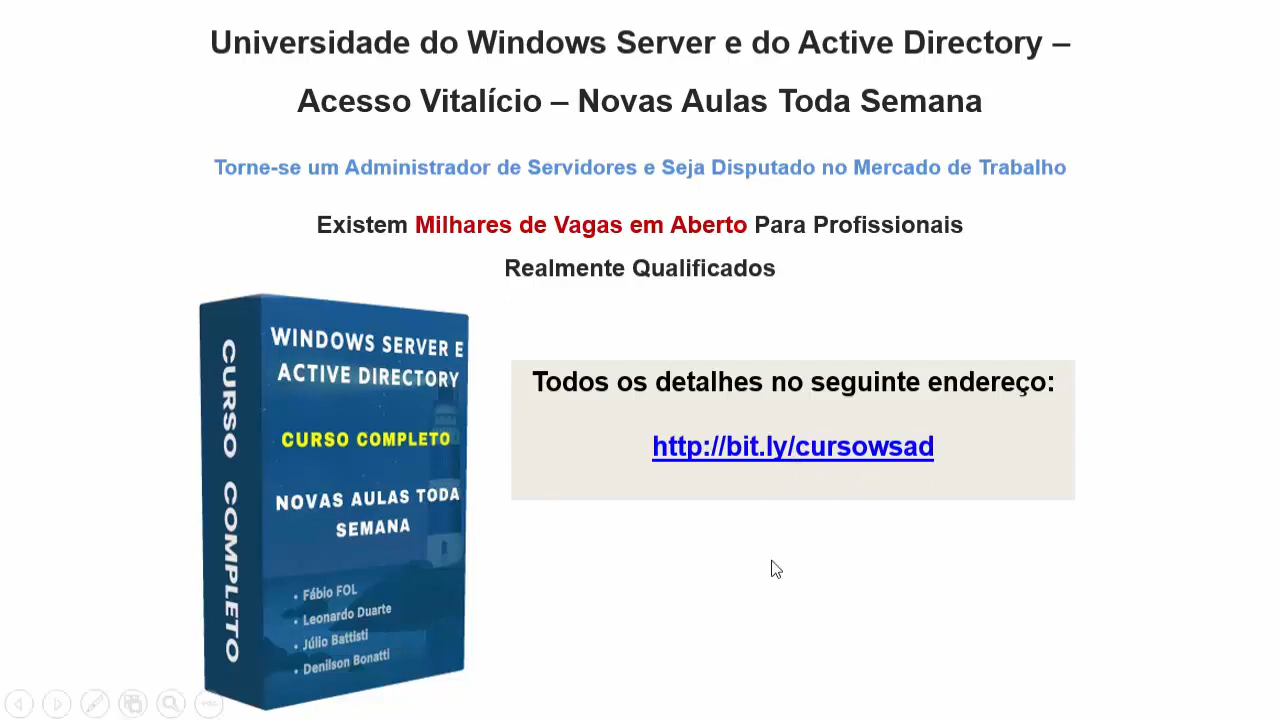 Universidade do Windows Server e do Active Directory –
Acesso Vitalício – Novas Aulas Toda Semana
Torne-se um Administrador de Servidores e Seja Disputado no Mercado de Trabalho
Existem Milhares de Vagas em Aberto Para Profissionais
Realmente Qualificados
CURSO COMPLETO
WINDOWS SERVER E
ACTIVE DIRECTORY
CURSO COMPLETO
NOVAS AULAS TODA
SEMANA
• Fábio FOL
• Leonardo Duarte
• Júlio Battisti
• Denilson Bonatti
Todos os detalhes no seguinte endereço:
http://bit.ly/cursowsad